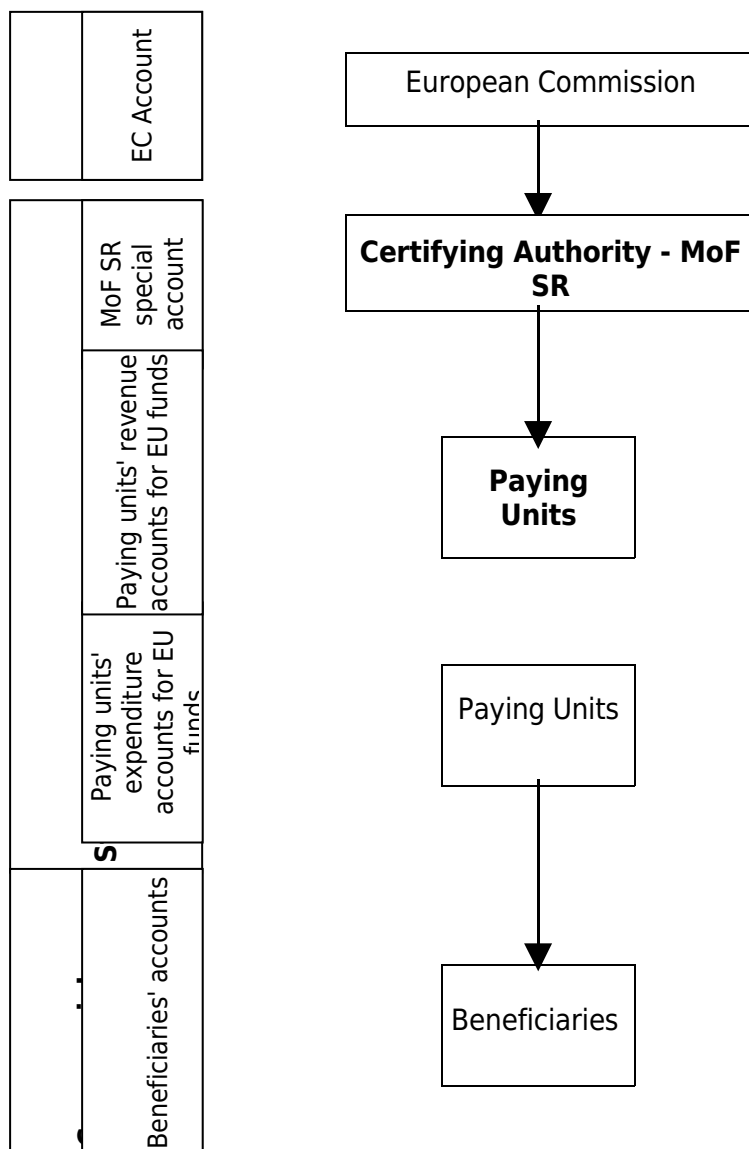 EC Account
European Commission
MoF SR
special
account
Certifying Authority - MoF
SR
Paying units' revenue
accounts for EU funds
Paying
Units
Paying units'
expenditure
accounts for EU
funds
Paying Units
Beneficiaries' accounts
Beneficiaries